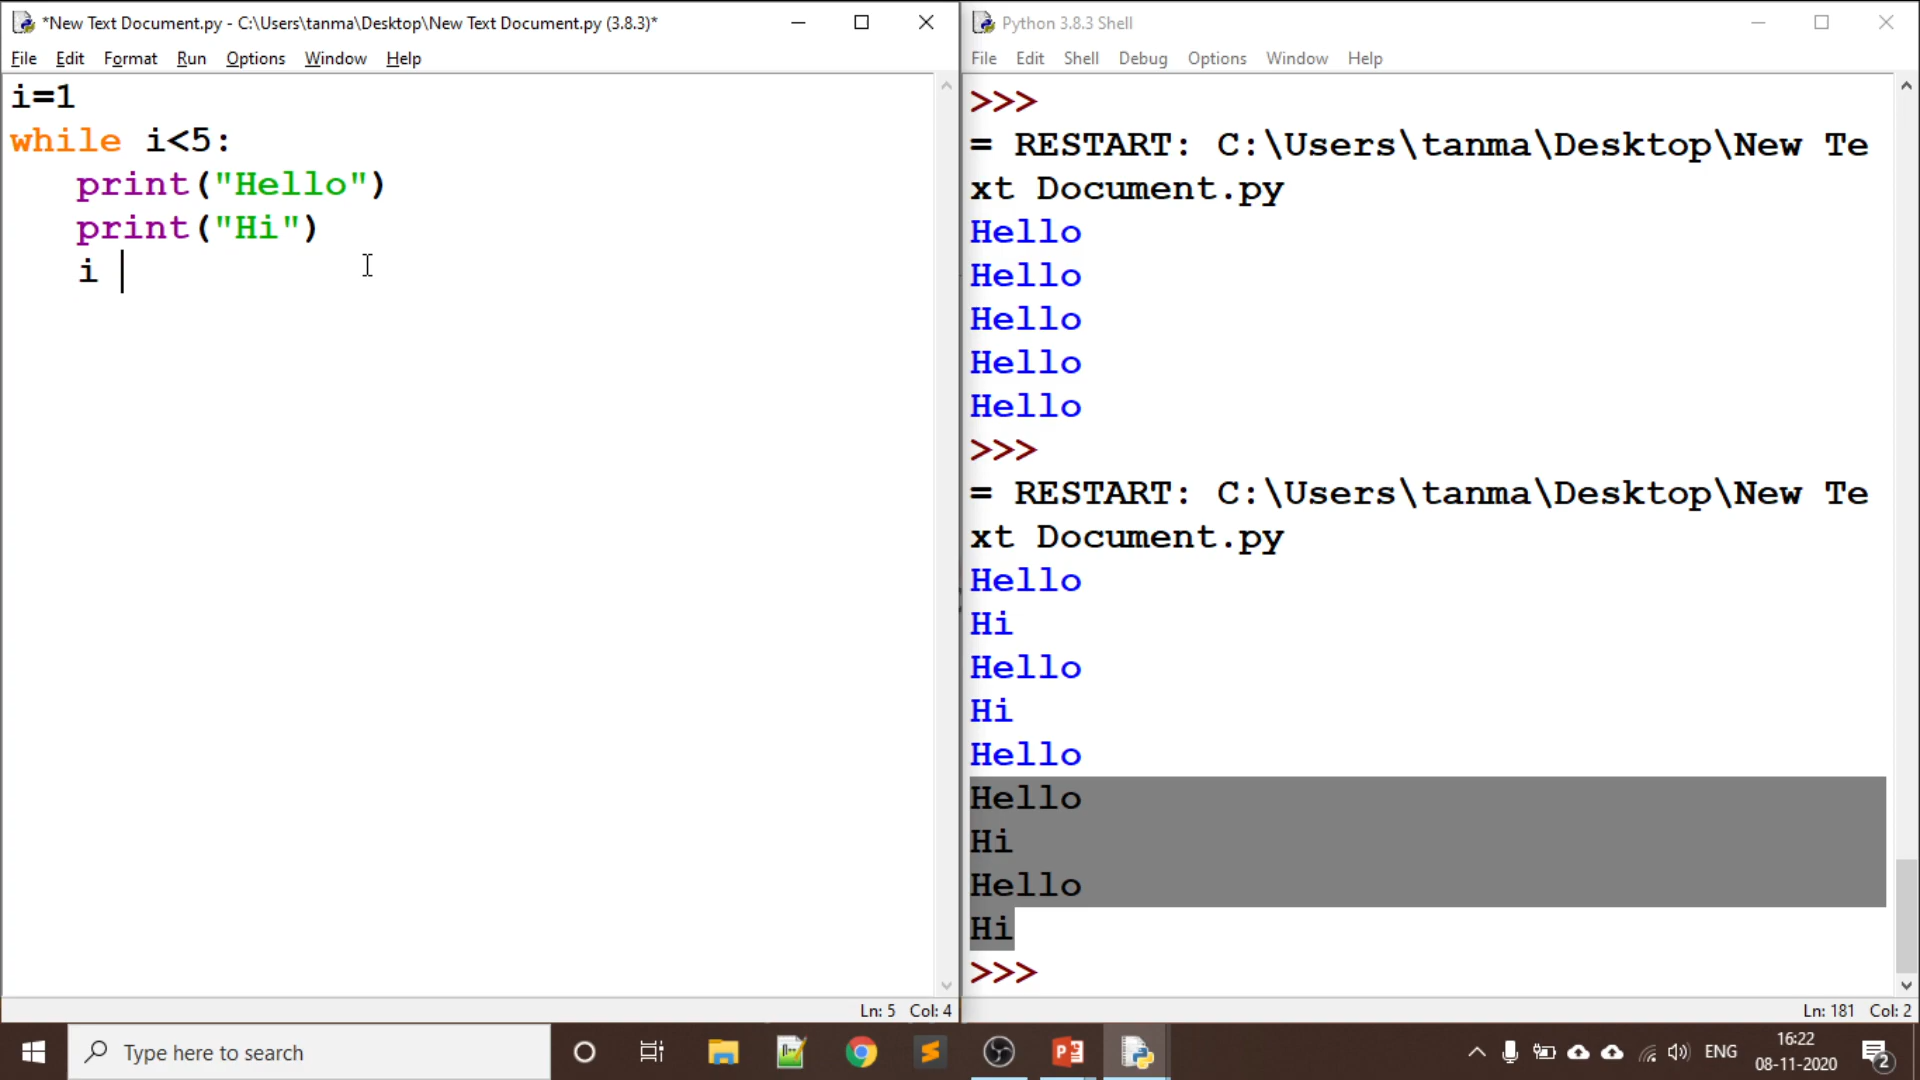 *New Text Document.py - C:\Users\tanma\Desktop\New Text Document.py (3.8.3)*
File Edit Format Run Options Window Help
i=1
while i<5:
   print("Hello")
   print("Hi")
   i
Ln: 5 Col: 4
Python 3.8.3 Shell
File Edit Shell Debug Options Window Help
>>>
= RESTART: C:\Users\tanma\Desktop\New Te
xt Document.py
Hello
Hello
Hello
Hello
Hello
>>>
= RESTART: C:\Users\tanma\Desktop\New Te
xt Document.py
Hello
Hi
Hello
Hi
Hello
Hello
Hi
Hello
Hi
>>>
Ln: 181 Col: 2
Type here to search
ENG
16:22
08-11-2020
2